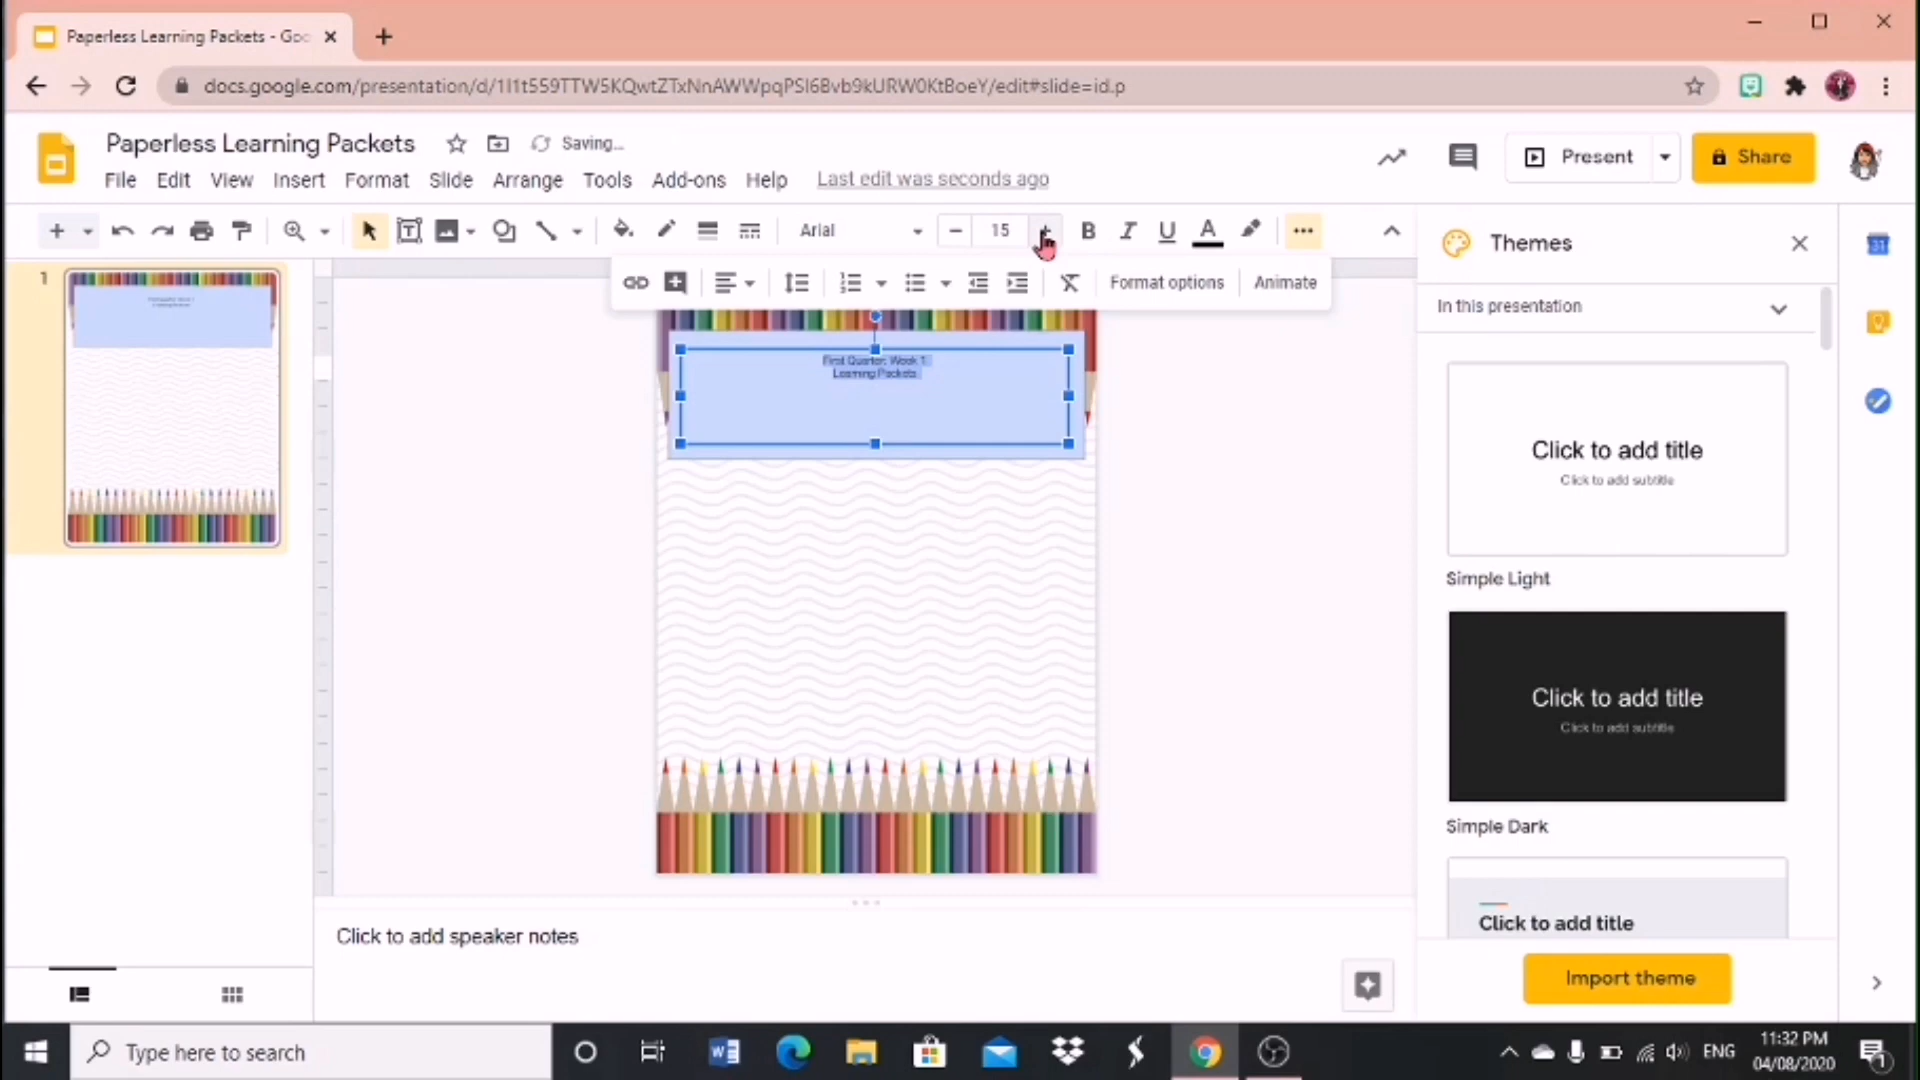 Paperless Learning Packets - Goo
docs.google.com/presentation/d/1I1t559TTW5KQwtZTxNnAWWpqPSI6Bvb9kURW0KtBoeY/edit#slide=id.p
Paperless Learning Packets
Saving...
Present
Share
File Edit View Insert Format Slide Arrange Tools Add-ons Help Last edit was seconds ago
Arial
15
B I U A
Themes
Format options
Animate
In this presentation
1
First Quarter: Week 1
Learning Packets
Click to add title
Click to add subtitle
Simple Light
Click to add title
Click to add subtitle
Simple Dark
Click to add title
Click to add speaker notes
Import theme
Type here to search
ENG
11:32 PM
04/08/2020